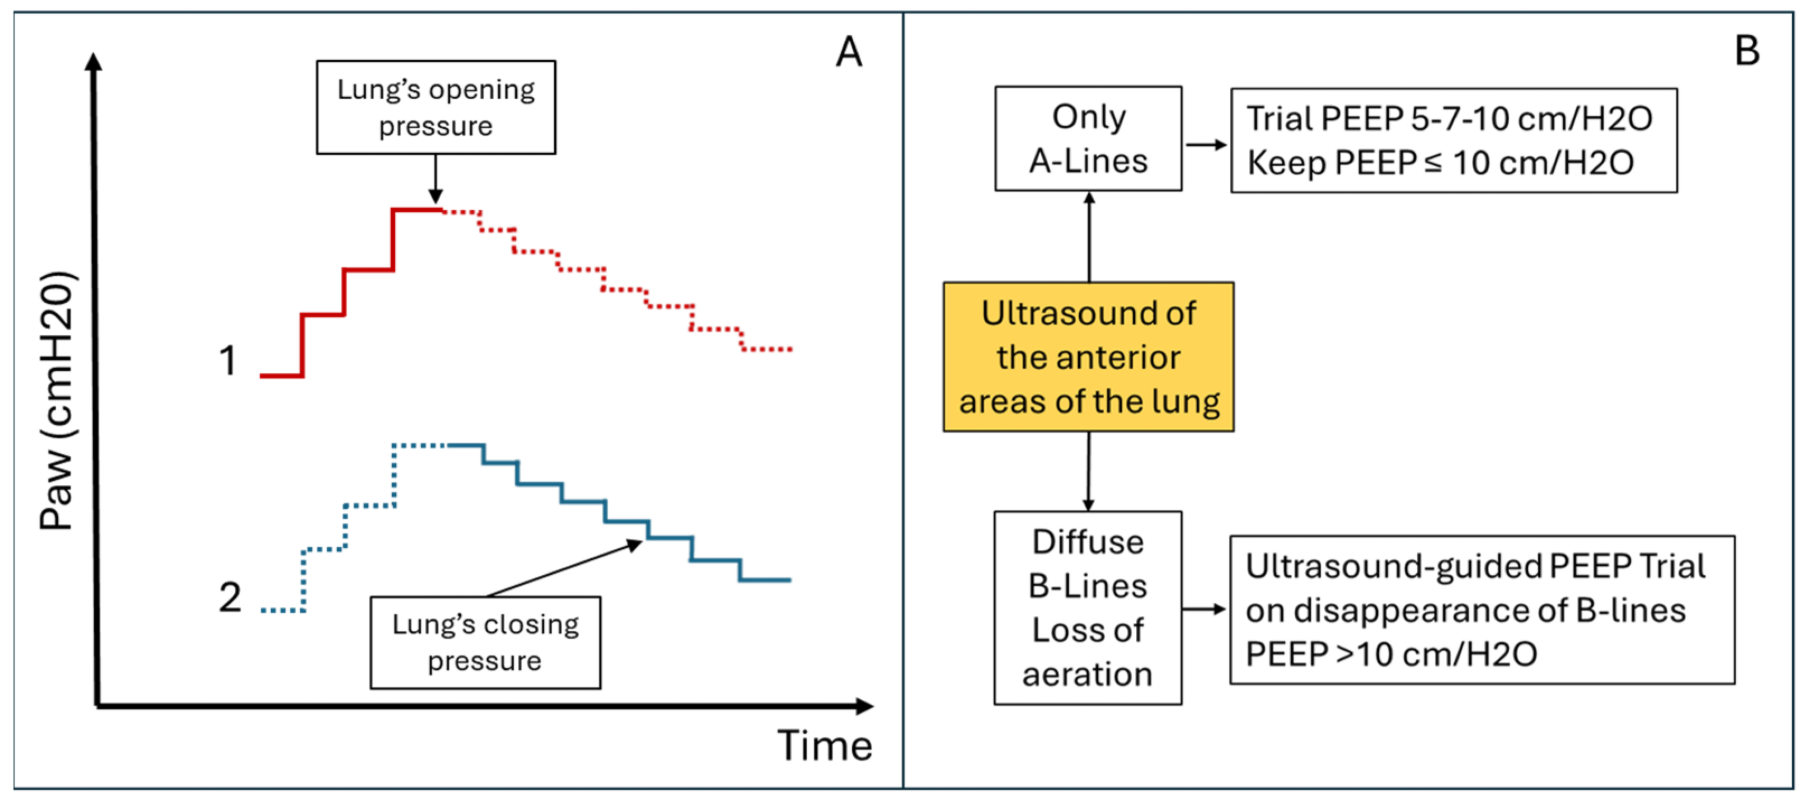 A
Lung's opening
pressure
1
2
Lung's closing
pressure
Paw (cmH20)
Time
B
Only
A-Lines
Trial PEEP 5-7-10 cm/H2O
Keep PEEP ≤ 10 cm/H2O
Ultrasound of
the anterior
areas of the lung
Diffuse
B-Lines
Loss of
aeration
Ultrasound-guided PEEP Trial
on disappearance of B-lines
PEEP >10 cm/H2O